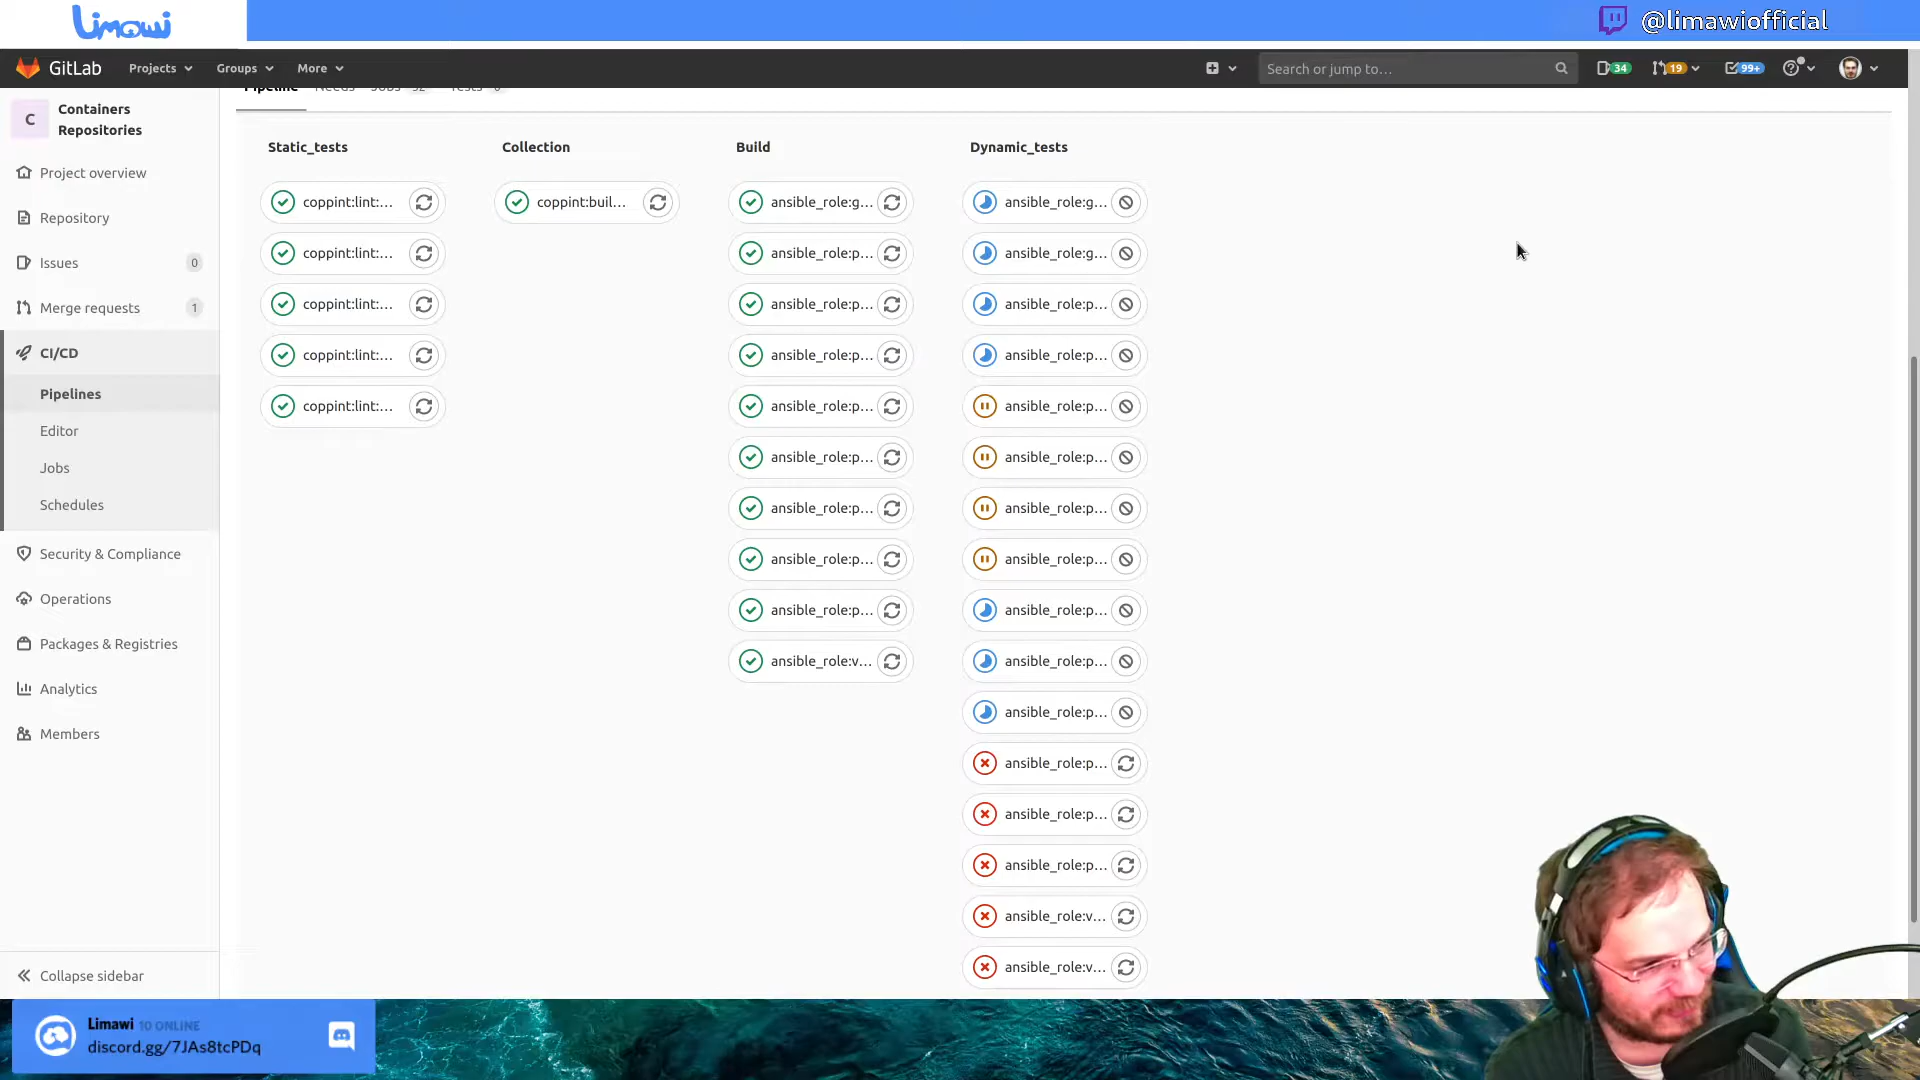 Limawi
@limawiofficial
GitLab
Projects
Groups
More
Search or jump to...
34
19
99+
C
Containers
Repositories
Project overview
Repository
Issues
0
Merge requests
1
CI/CD
Pipelines
Editor
Jobs
Schedules
Security & Compliance
Operations
Packages & Registries
Analytics
Members
Collapse sidebar
Pipeline
Needs
Jobs
Tests
Static_tests
coppint:lint:...
coppint:lint:...
coppint:lint:...
coppint:lint:...
coppint:lint:...
Collection
coppint:buil...
Build
ansible_role:g...
ansible_role:p...
ansible_role:p...
ansible_role:p...
ansible_role:p...
ansible_role:p...
ansible_role:p...
ansible_role:p...
ansible_role:p...
ansible_role:v...
Dynamic_tests
ansible_role:g...
ansible_role:g...
ansible_role:p...
ansible_role:p...
ansible_role:p...
ansible_role:p...
ansible_role:p...
ansible_role:p...
ansible_role:p...
ansible_role:p...
ansible_role:p...
ansible_role:p...
ansible_role:p...
ansible_role:p...
ansible_role:v...
ansible_role:v...
Limawi 10 ONLINE
discord.gg/7JAs8tcPDq